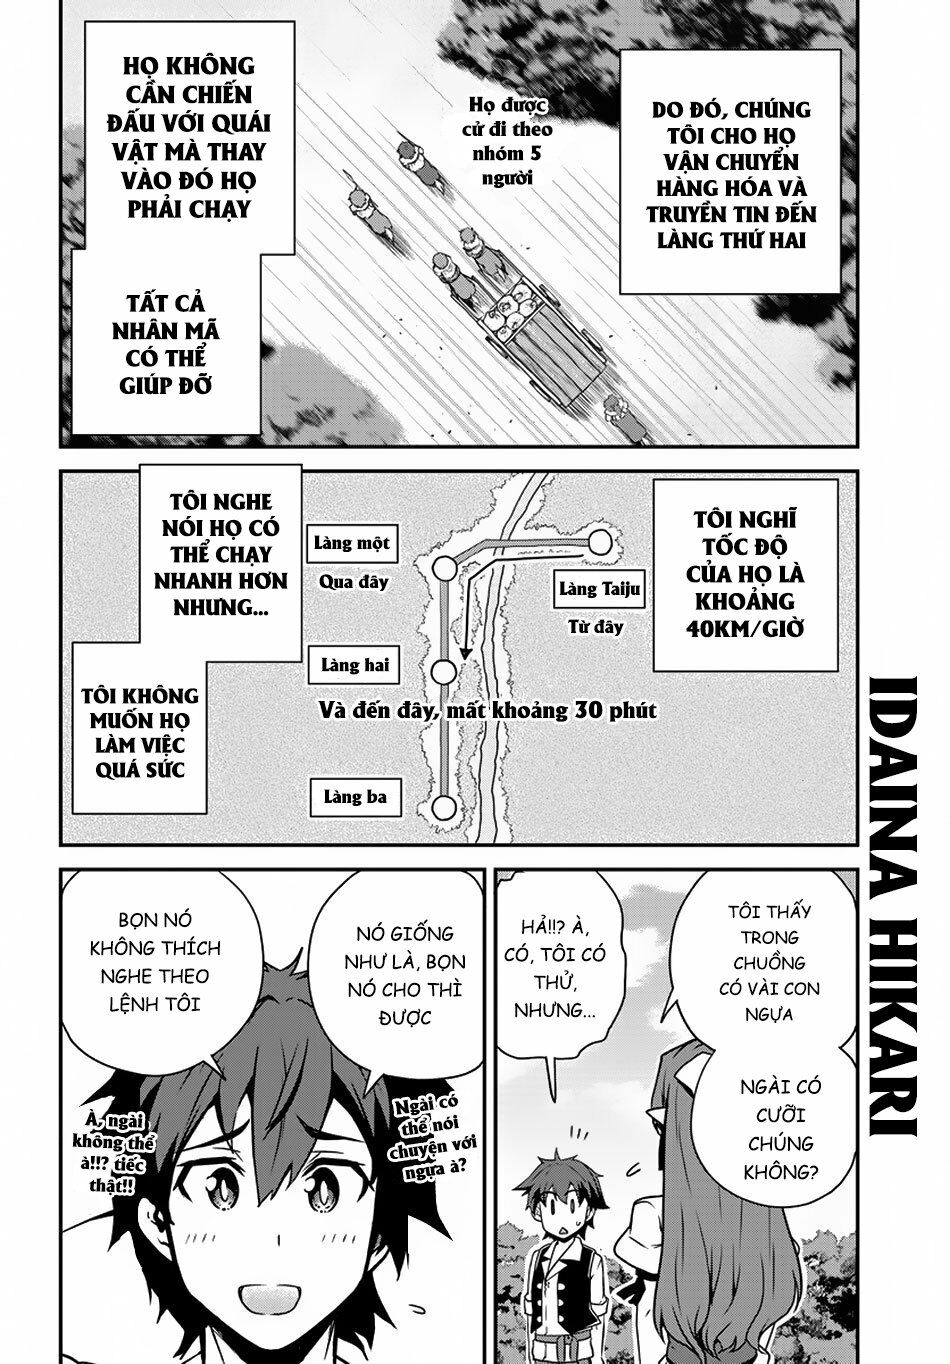 DO ĐÓ, CHÚNG
TÔI CHO HỌ
VẬN CHUYỂN
HÀNG HÓA VÀ
TRUYỀN TIN ĐẾN
LÀNG THỨ HAI
Họ được
cử đi theo
nhóm 5
người
HỌ KHÔNG
CẦN CHIẾN
ĐẤU VỚI QUÁI
VẬT MÀ THAY
VÀO ĐÓ HỌ
PHẢI CHẠY
TẤT CẢ
NHÂN MÃ
CÓ THỂ
GIÚP ĐỠ
TÔI NGHĨ
TỐC ĐỘ
CỦA HỌ LÀ
KHOẢNG
40KM/GIỜ
Làng Taiju
Từ đây
Làng một
Qua đây
Làng hai
Và đến đây, mất khoảng 30 phút
Làng ba
TÔI NGHE
NÓI HỌ CÓ
THỂ CHẠY
NHANH HƠN
NHƯNG...
TÔI KHÔNG
MUỐN HỌ
LÀM VIỆC
QUÁ SỨC
TÔI THẤY
TRONG
CHUỒNG
CÓ VÀI CON
NGỰA
NGÀI CÓ
CƯỠI
CHÚNG
KHÔNG?
HẢ!!? À,
CÓ, TÔI CÓ
THỬ,
NHƯNG...
NÓ GIỐNG
NHƯ LÀ, BỌN
NÓ CHO THÌ
ĐƯỢC
Ngài có
thể nói
chuyện với
ngựa à?
BỌN NÓ
KHÔNG THÍCH
NGHE THEO
LỆNH TÔI
À, ngài
không thể
à!!? tiếc
thật!!
IDAINA HIKARI